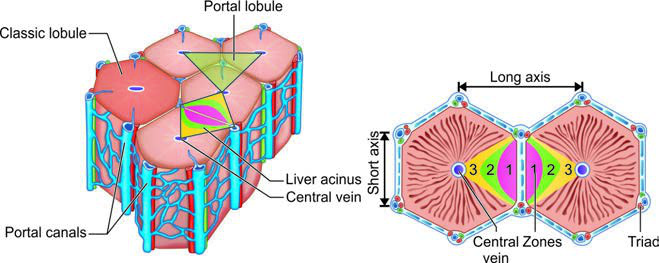 Portal lobule
Classic lobule
Liver acinus
Central vein
Portal canals
Long axis
Short axis
3 2 1 1 2 3
Central vein
Zones
Triad